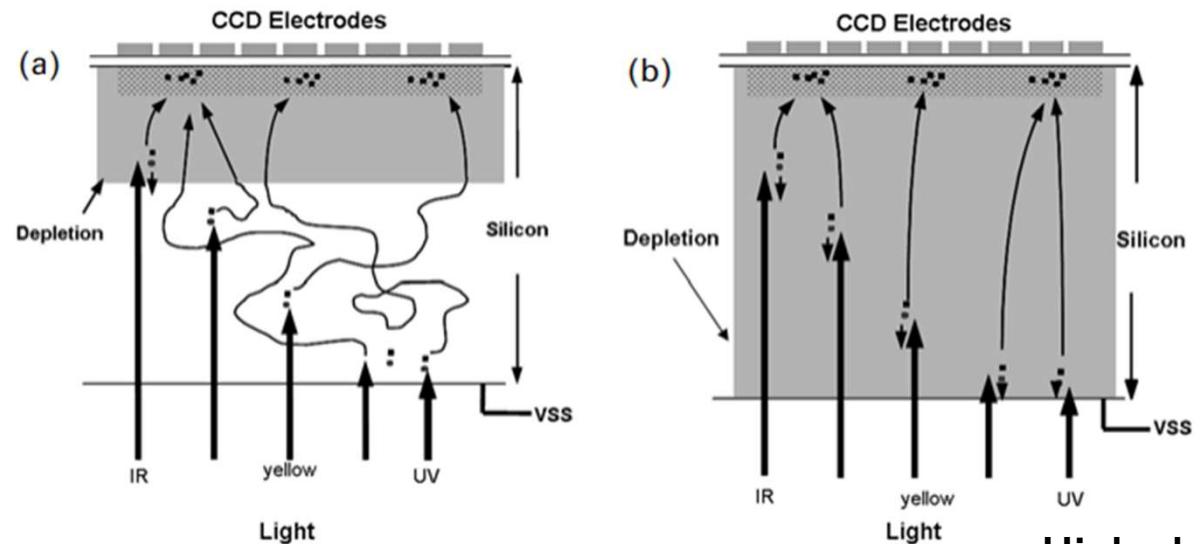 CCD Electrodes
(a)
Depletion
Silicon
VSS
IR
yellow
UV
Light
CCD Electrodes
(b)
Depletion
Silicon
VSS
IR
yellow
UV
Light